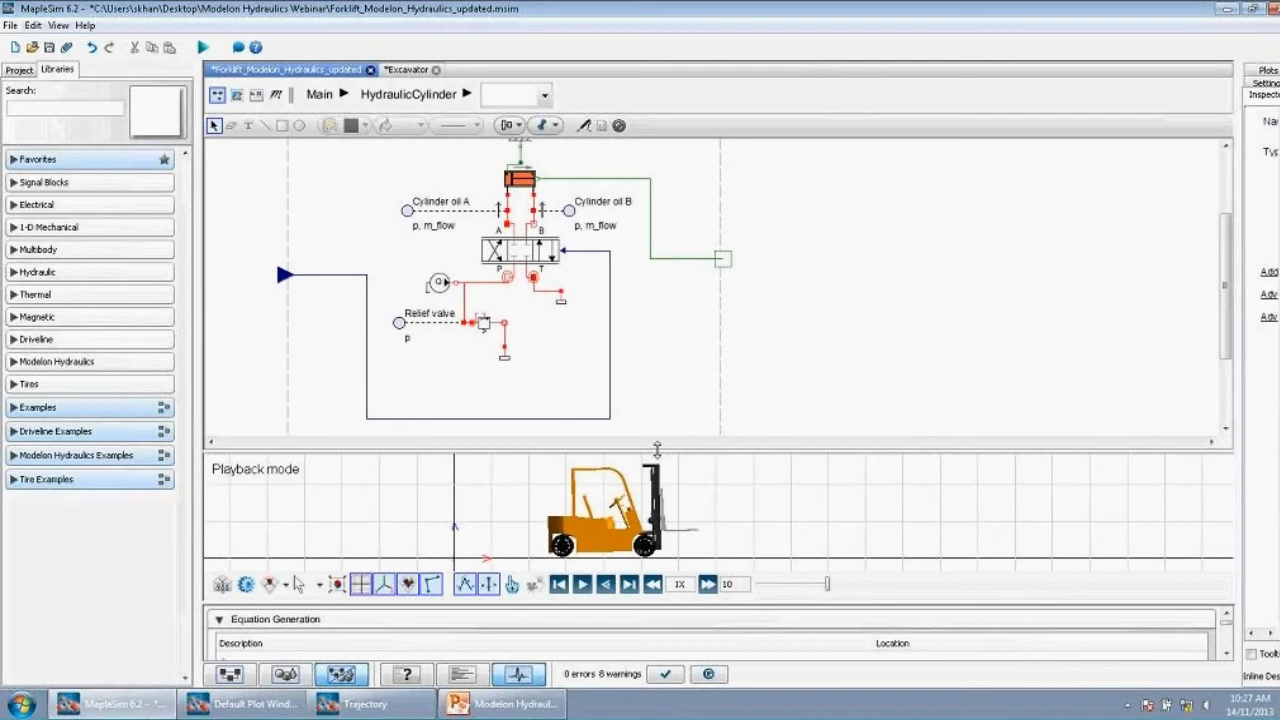 MapleSim 6.2 - *C:\Users\skhan\Desktop\Modelon Hydraulics Webinar\Forklift_Modelon_Hydraulics_updated.msim
File Edit View Help
Project Libraries
*Forklift_Modelon_Hydraulics_updated *Excavator
Plots
Search:
Main HydraulicCylinder
Favorites
Signal Blocks
Electrical
1-D Mechanical
Multibody
Hydraulic
Thermal
Magnetic
Driveline
Modelon Hydraulics
Tires
Examples
Driveline Examples
Modelon Hydraulics Examples
Tire Examples
Cylinder oil A
Cylinder oil B
p, m_flow
p, m_flow
A B
P T
Q
Relief valve
p
Playback mode
1X 10
Equation Generation
Description Location
0 errors 8 warnings
MapleSim 6.2 - *...
Default Plot Wind...
Trajectory
Modelon Hydraul...
10:27 AM
14/11/2013